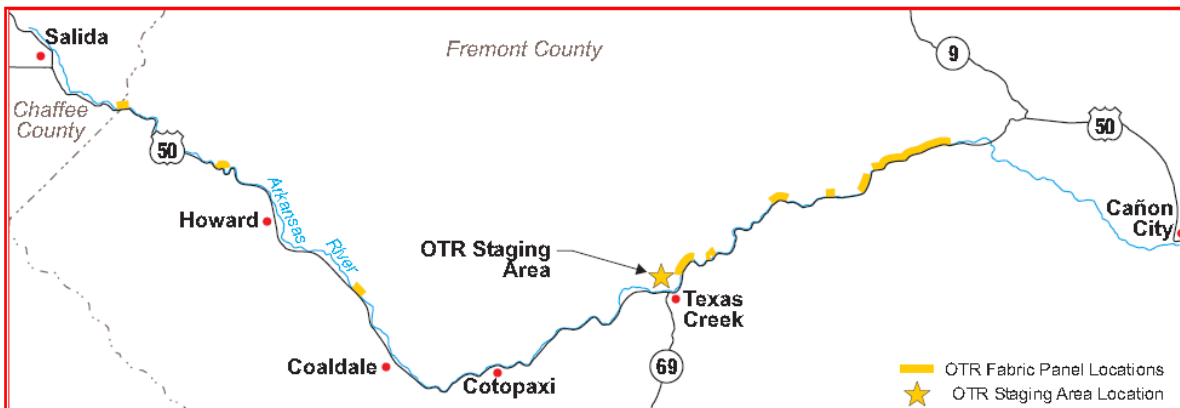 Salida
Fremont County
9
Chaffee
County
50
50
Howard
Arkansas
River
Cañon
City
OTR Staging
Area
Texas
Creek
Coaldale
Cotopaxi
69
OTR Fabric Panel Locations
OTR Staging Area Location